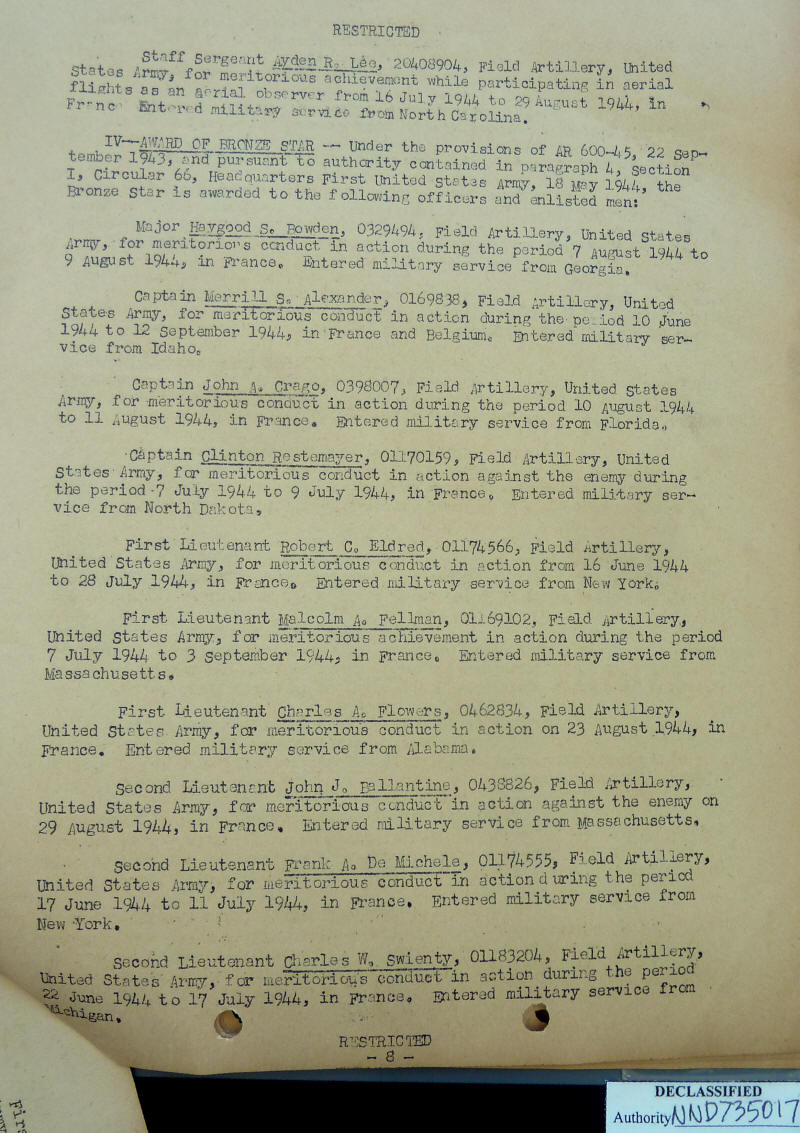 RESTRICTED
Staff Sergeant Ayden R. Lee, 20408904, Field Artillery, United
States Army, for meritorious achievement while participating in aerial
flights as an aerial observer from 16 July 1944 to 29 August 1944, in
France Entered military service from North Carolina.
IV--AWARD OF BRONZE STAR -- Under the provisions of AR 600-45, 22 Sep-
tember 1943, and pursuant to authority contained in paragraph 4, Section
I, Circular 66, Headquarters First United States Army, 18 May 1944, the
Bronze Star is awarded to the following officers and enlisted men:
Major Haygood S. Bowden, 0329494, Field Artillery, United States
Army, for meritorious conduct in action during the period 7 August 1944 to
9 August 1944, in France. Entered military service from Georgia.
Captain Merrill S. Alexander, 0169838, Field Artillery, United
States Army, for meritorious conduct in action during the period 10 June
1944 to 12 September 1944, in France and Belgium. Entered military ser-
vice from Idaho.
Captain John A. Crago, 0398007, Field Artillery, United States
Army, for meritorious conduct in action during the period 10 August 1944
to 11 August 1944, in France. Entered military service from Florida.
Captain Clinton Restemayer, 01170159, Field Artillery, United
States Army, for meritorious conduct in action against the enemy during
the period 7 July 1944 to 9 July 1944, in France. Entered military ser-
vice from North Dakota.
First Lieutenant Robert C. Eldred, 01174566, Field Artillery,
United States Army, for meritorious conduct in action from 16 June 1944
to 28 July 1944, in France. Entered military service from New York.
First Lieutenant Malcolm A. Fellman, 01169102, Field Artillery,
United States Army, for meritorious achievement in action during the period
7 July 1944 to 3 September 1944, in France. Entered military service from
Massachusetts.
First Lieutenant Charles A. Flowers, 0462834, Field Artillery,
United States Army, for meritorious conduct in action on 23 August 1944, in
France. Entered military service from Alabama.
Second Lieutenant John J. Ballantine, 0438826, Field Artillery,
United States Army, for meritorious conduct in action against the enemy on
29 August 1944, in France. Entered military service from Massachusetts.
Second Lieutenant Frank A. De Michele, 01174555, Field Artillery,
United States Army, for meritorious conduct in action during the period
17 June 1944 to 11 July 1944, in France. Entered military service from
New York.
Second Lieutenant Charles W. Swienty, 01183204, Field Artillery,
United States Army, for meritorious conduct in action during the period
22 June 1944 to 17 July 1944, in France. Entered military service from
Michigan.
RESTRICTED
- 8 -
DECLASSIFIED
Authority NND735017